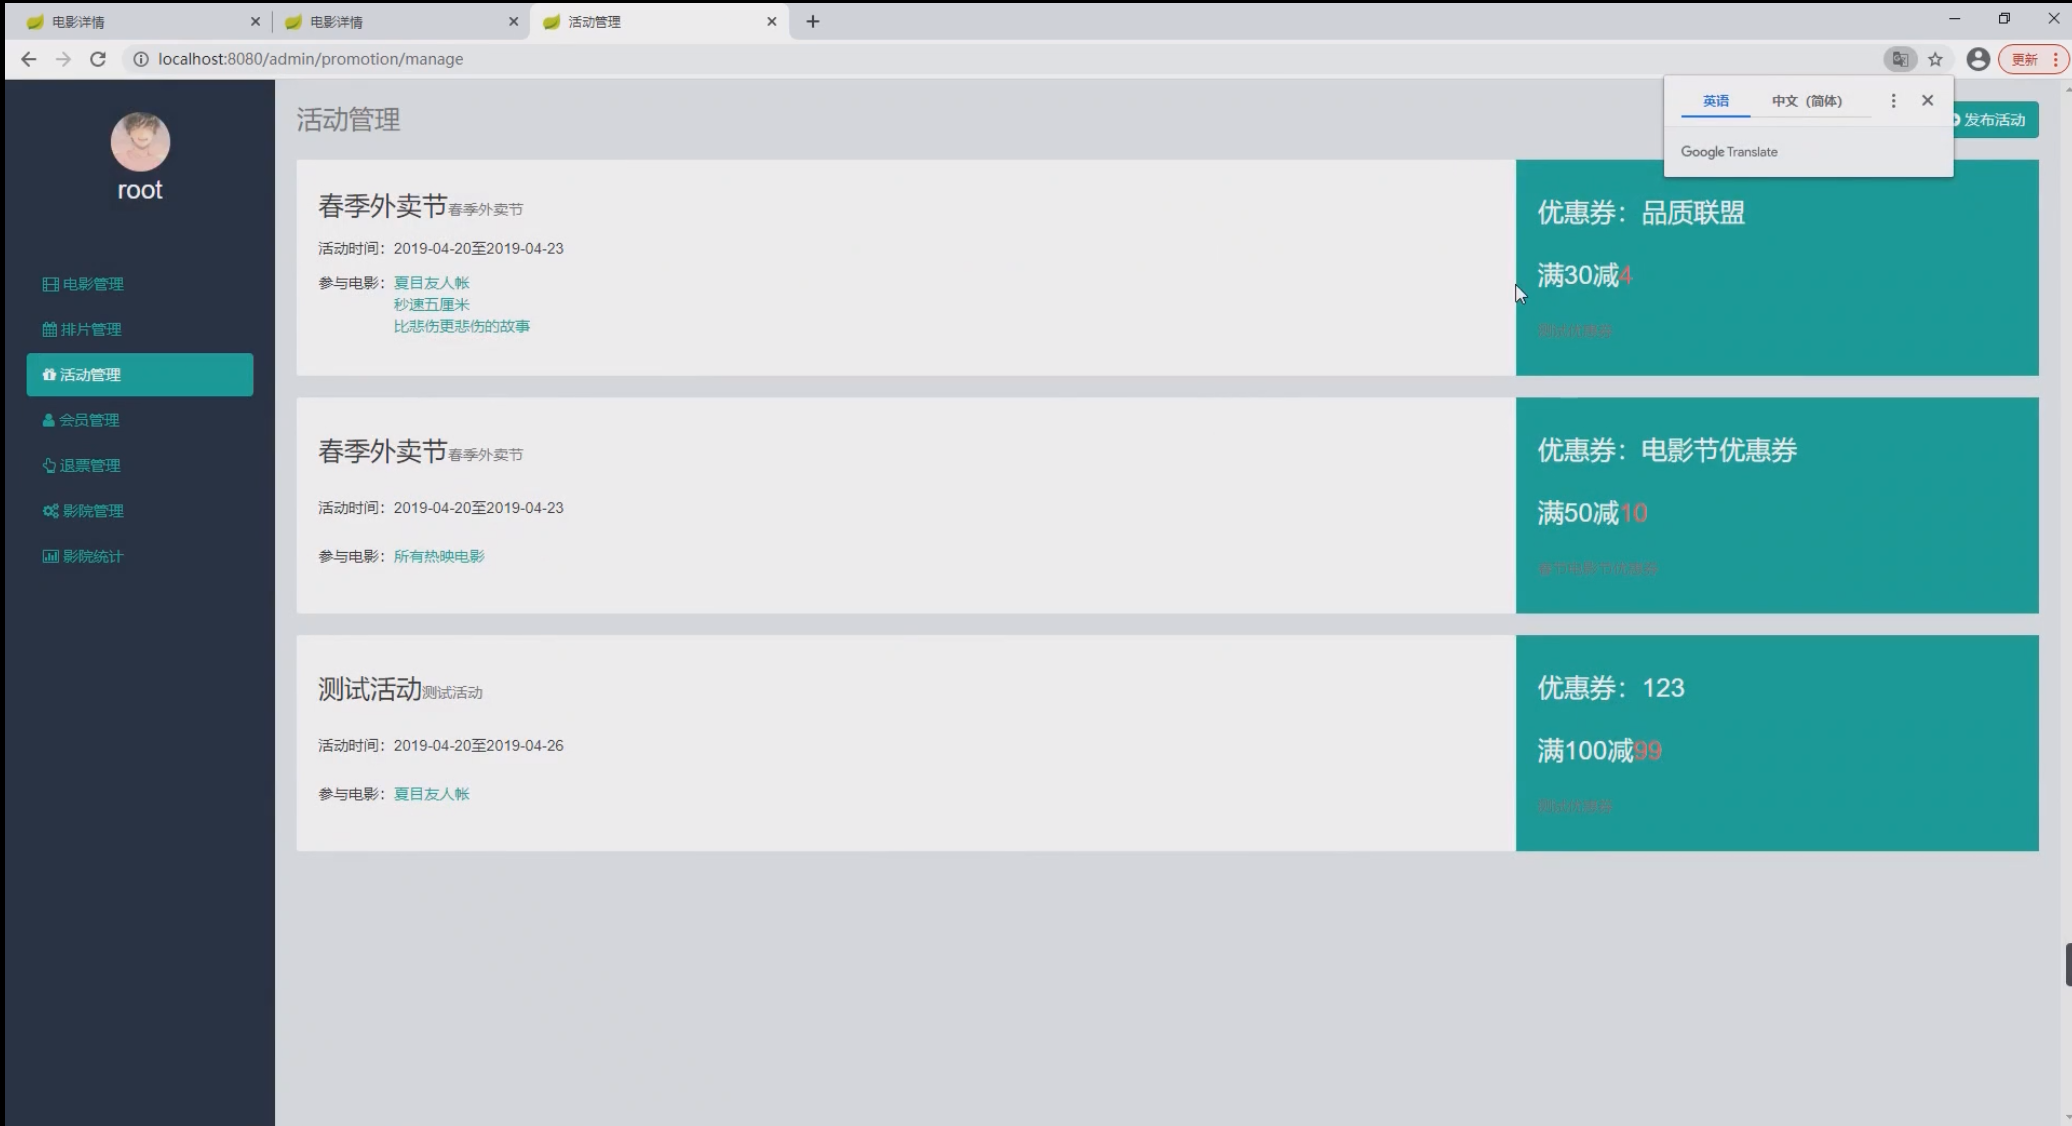 电影详情
电影详情
活动管理
localhost:8080/admin/promotion/manage
更新
英语 中文 (简体)
Google Translate
root
电影管理
排片管理
活动管理
会员管理
退票管理
影院管理
影院统计
活动管理
发布活动
春季外卖节春季外卖节
活动时间：2019-04-20至2019-04-23
参与电影：夏目友人帐
秒速五厘米
比悲伤更悲伤的故事
优惠券：品质联盟
满30减4
测试优惠券
春季外卖节春季外卖节
活动时间：2019-04-20至2019-04-23
参与电影：所有热映电影
优惠券：电影节优惠券
满50减10
测试活动测试活动
活动时间：2019-04-20至2019-04-26
参与电影：夏目友人帐
优惠券：123
满100减99
测试优惠券